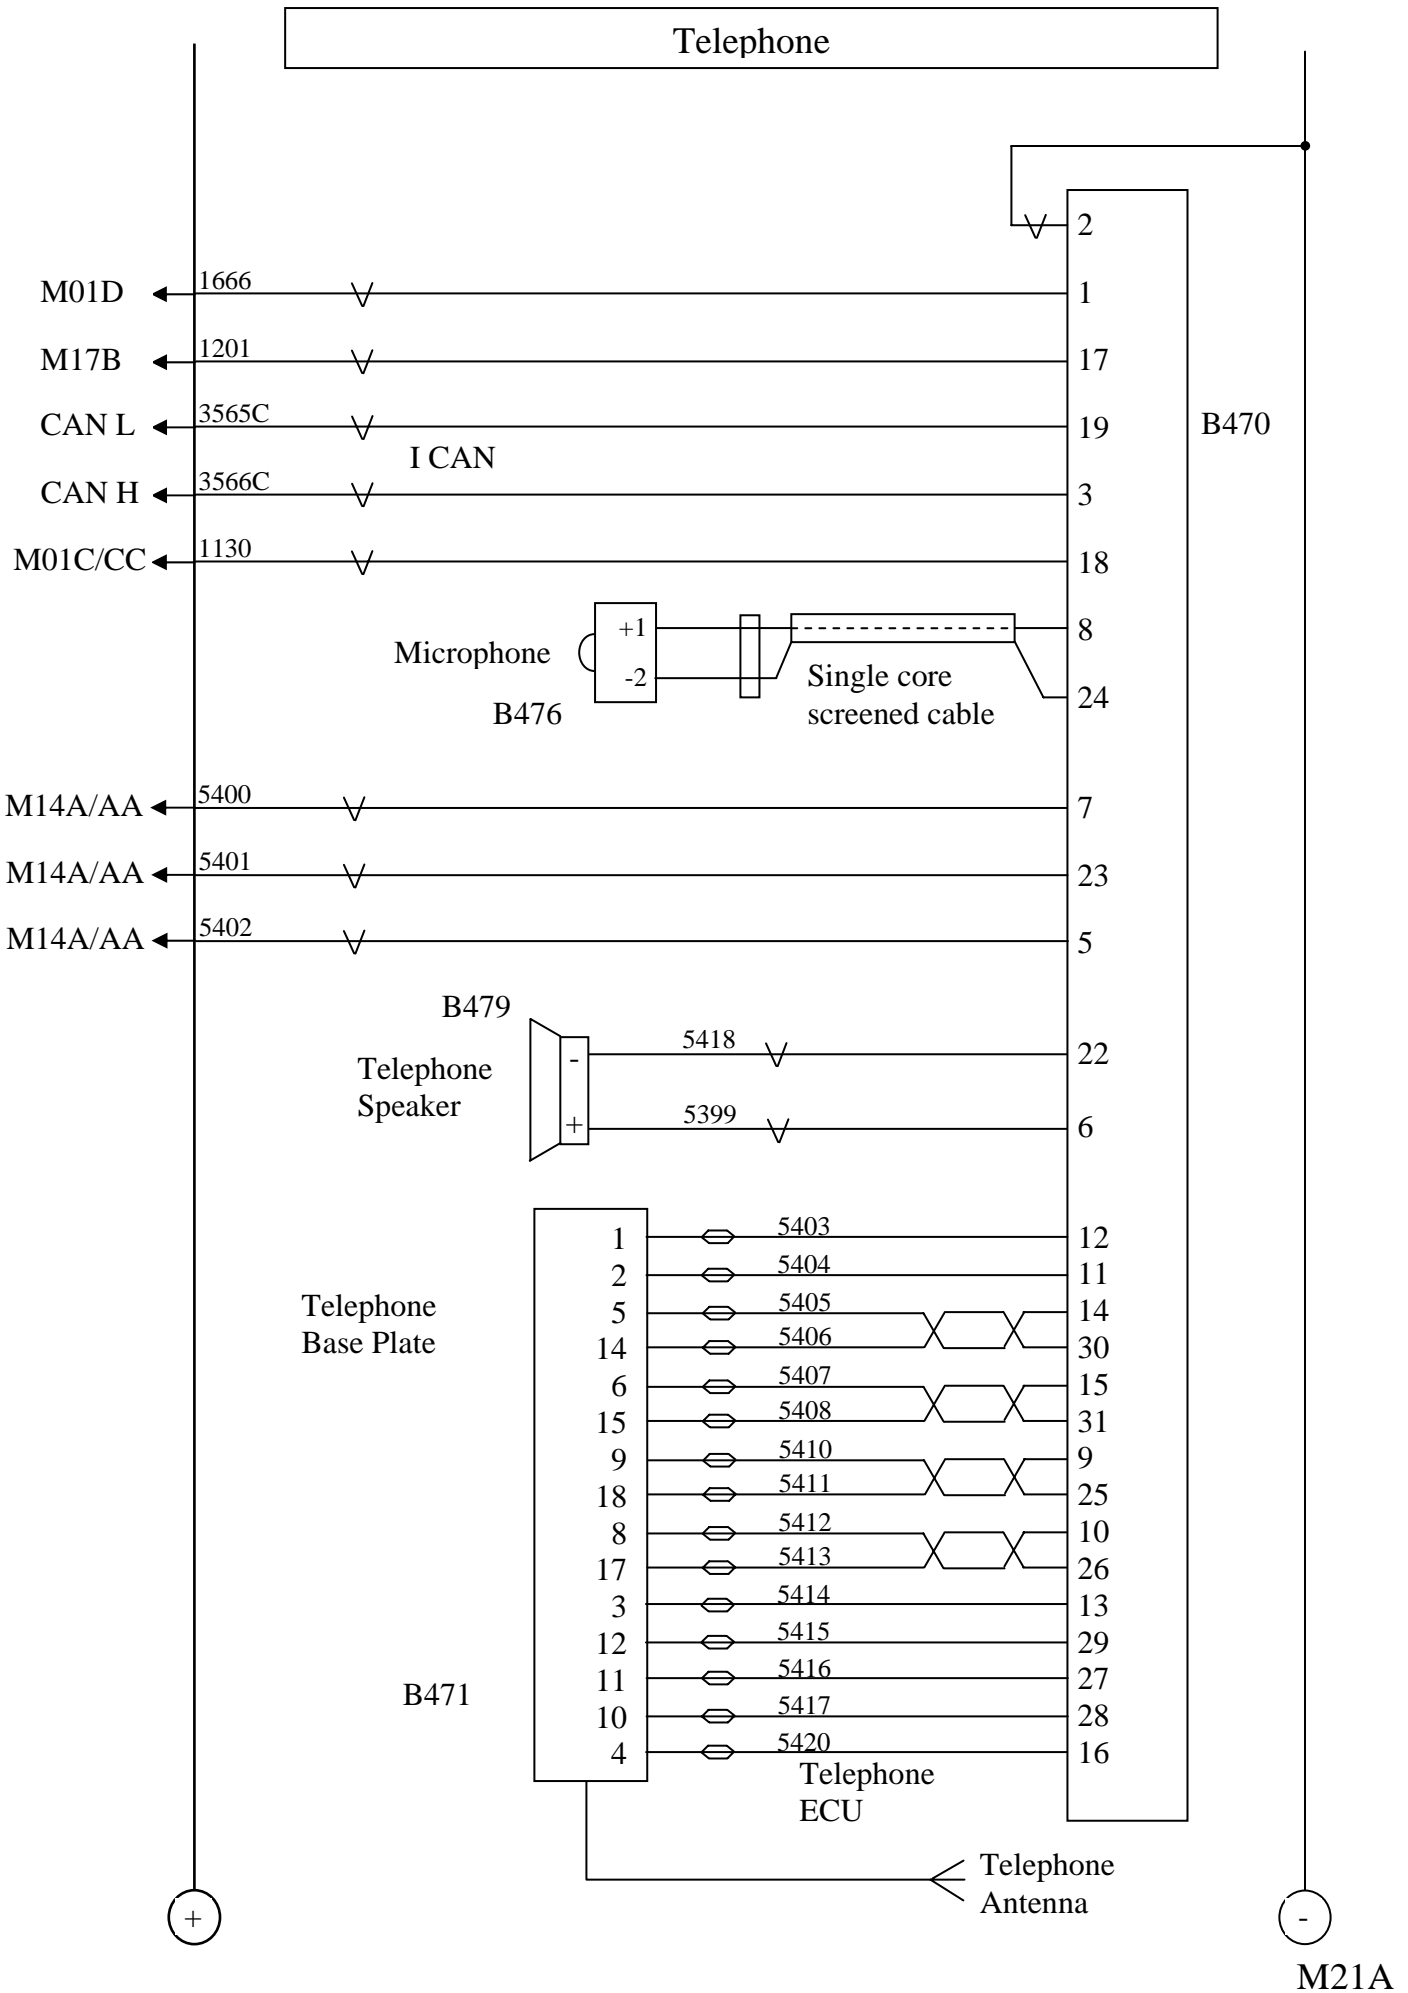 Telephone
2
M01D 1666 1
M17B 1201 17
CAN L 3565C 19 B470
I CAN
CAN H 3566C 3
M01C/CC 1130 18
+1 8
Microphone
-2 Single core 24
B476 screened cable
M14A/AA 5400 7
M14A/AA 5401 23
M14A/AA 5402 5
B479
- 5418 22
Telephone
Speaker
+ 5399 6
1 5403 12
2 5404 11
Telephone 5 5405 14
Base Plate 14 5406 30
6 5407 15
15 5408 31
9 5410 9
18 5411 25
8 5412 10
17 5413 26
3 5414 13
12 5415 29
B471 11 5416 27
10 5417 28
4 5420 16
Telephone
ECU
Telephone
Antenna
+ -
M21A